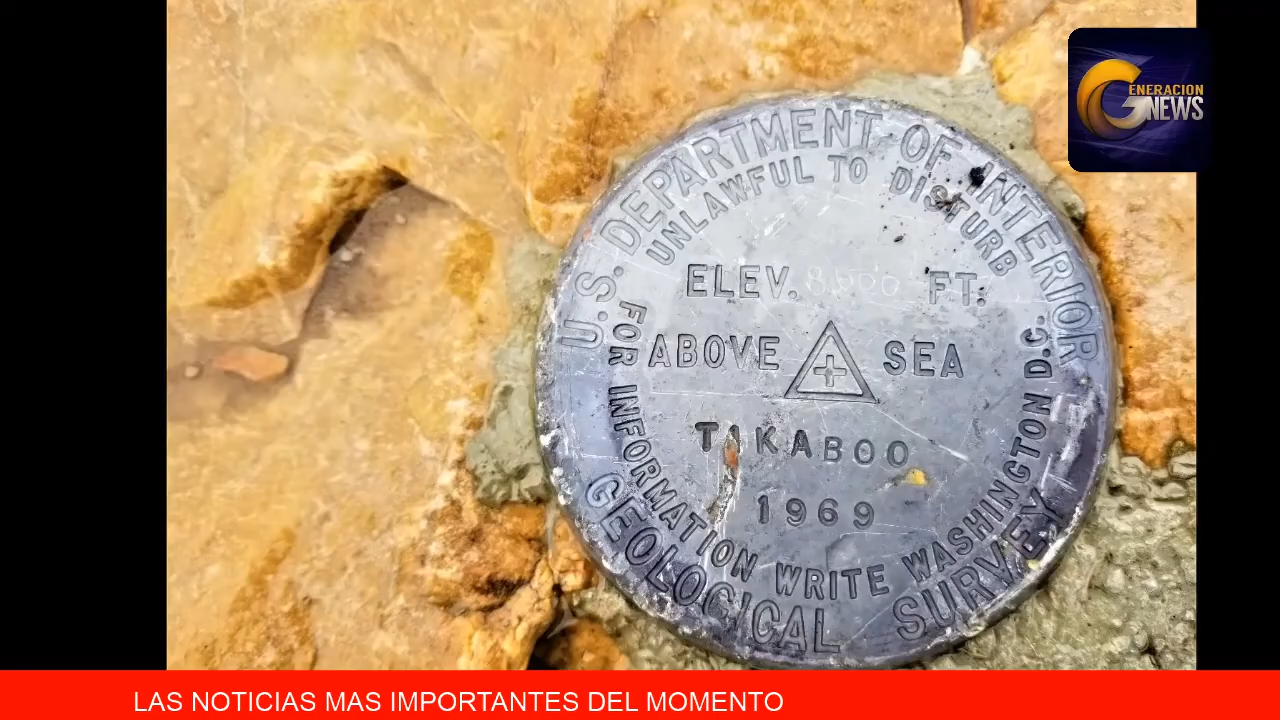 GENERACION
NEWS
U.S. DEPARTMENT OF INTERIOR
UNLAWFUL TO DISTURB
ELEV. FT.
ABOVE SEA
TAKABOO
1969
FOR INFORMATION WRITE WASHINGTON D.C.
GEOLOGICAL SURVEY
LAS NOTICIAS MAS IMPORTANTES DEL MOMENTO